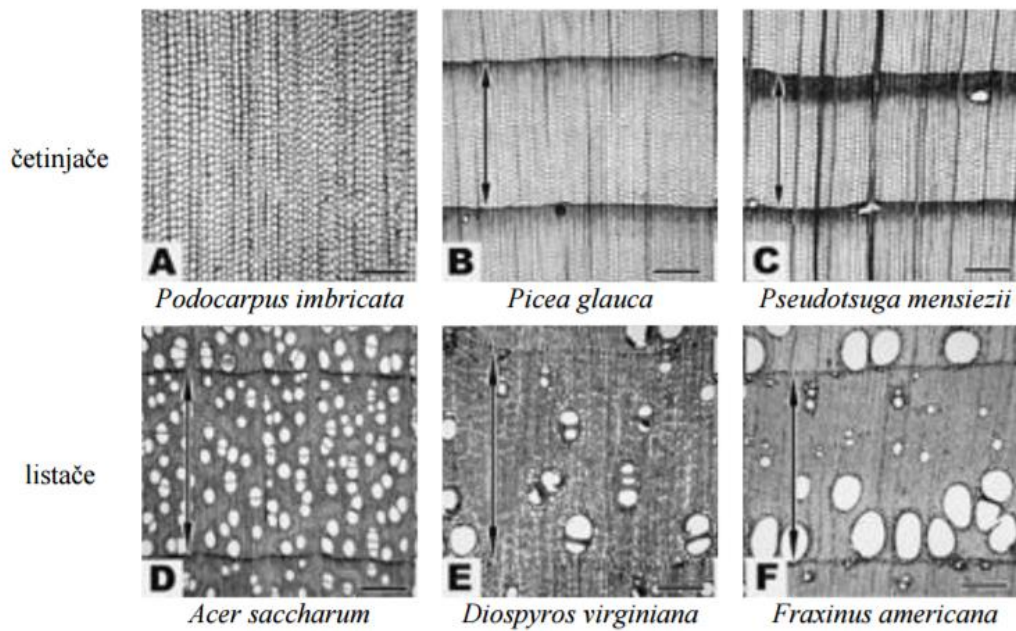 četinjače
A B C
Podocarpus imbricata Picea glauca Pseudotsuga mensiezii
listače
D E F
Acer saccharum Diospyros virginiana Fraxinus americana